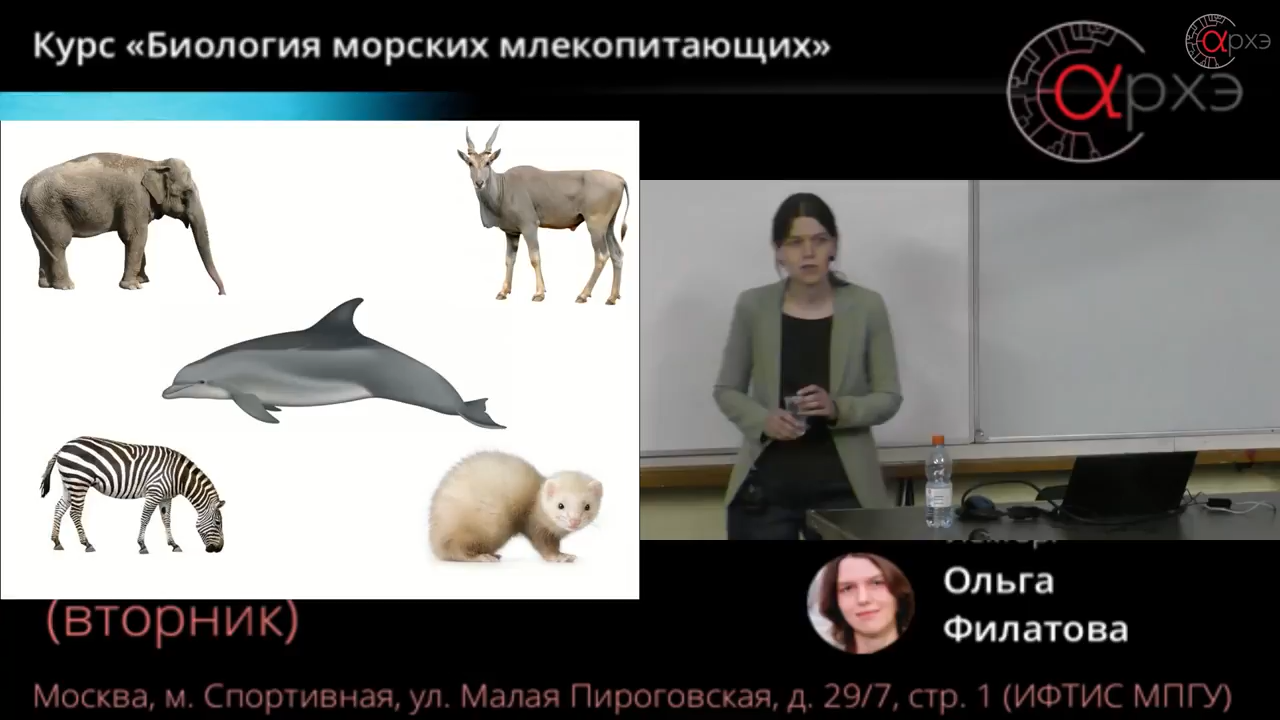 Курс «Биология морских млекопитающих»
αрхэ
αрхэ
(вторник)
Ольга
Филатова
Москва, м. Спортивная, ул. Малая Пироговская, д. 29/7, стр. 1 (ИФТИС МПГУ)